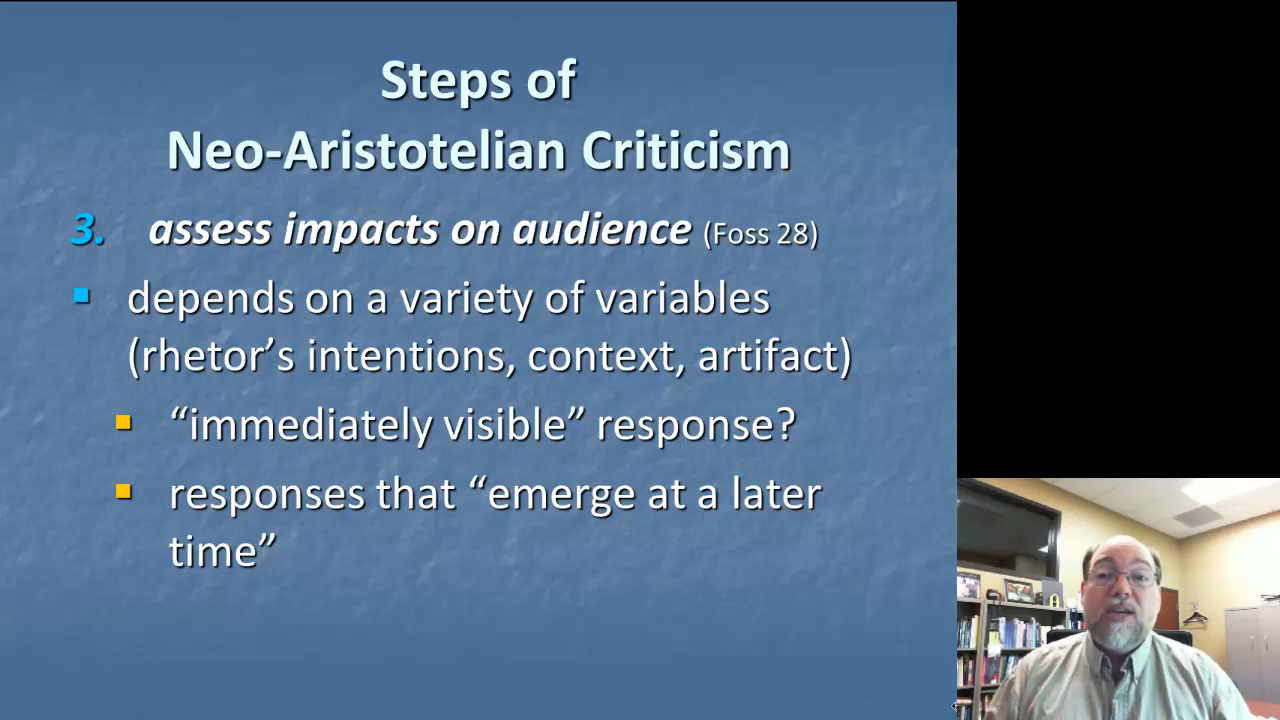 Steps of
Neo-Aristotelian Criticism
3. assess impacts on audience (Foss 28)
depends on a variety of variables
(rhetor’s intentions, context, artifact)
“immediately visible” response?
responses that “emerge at a later
time”